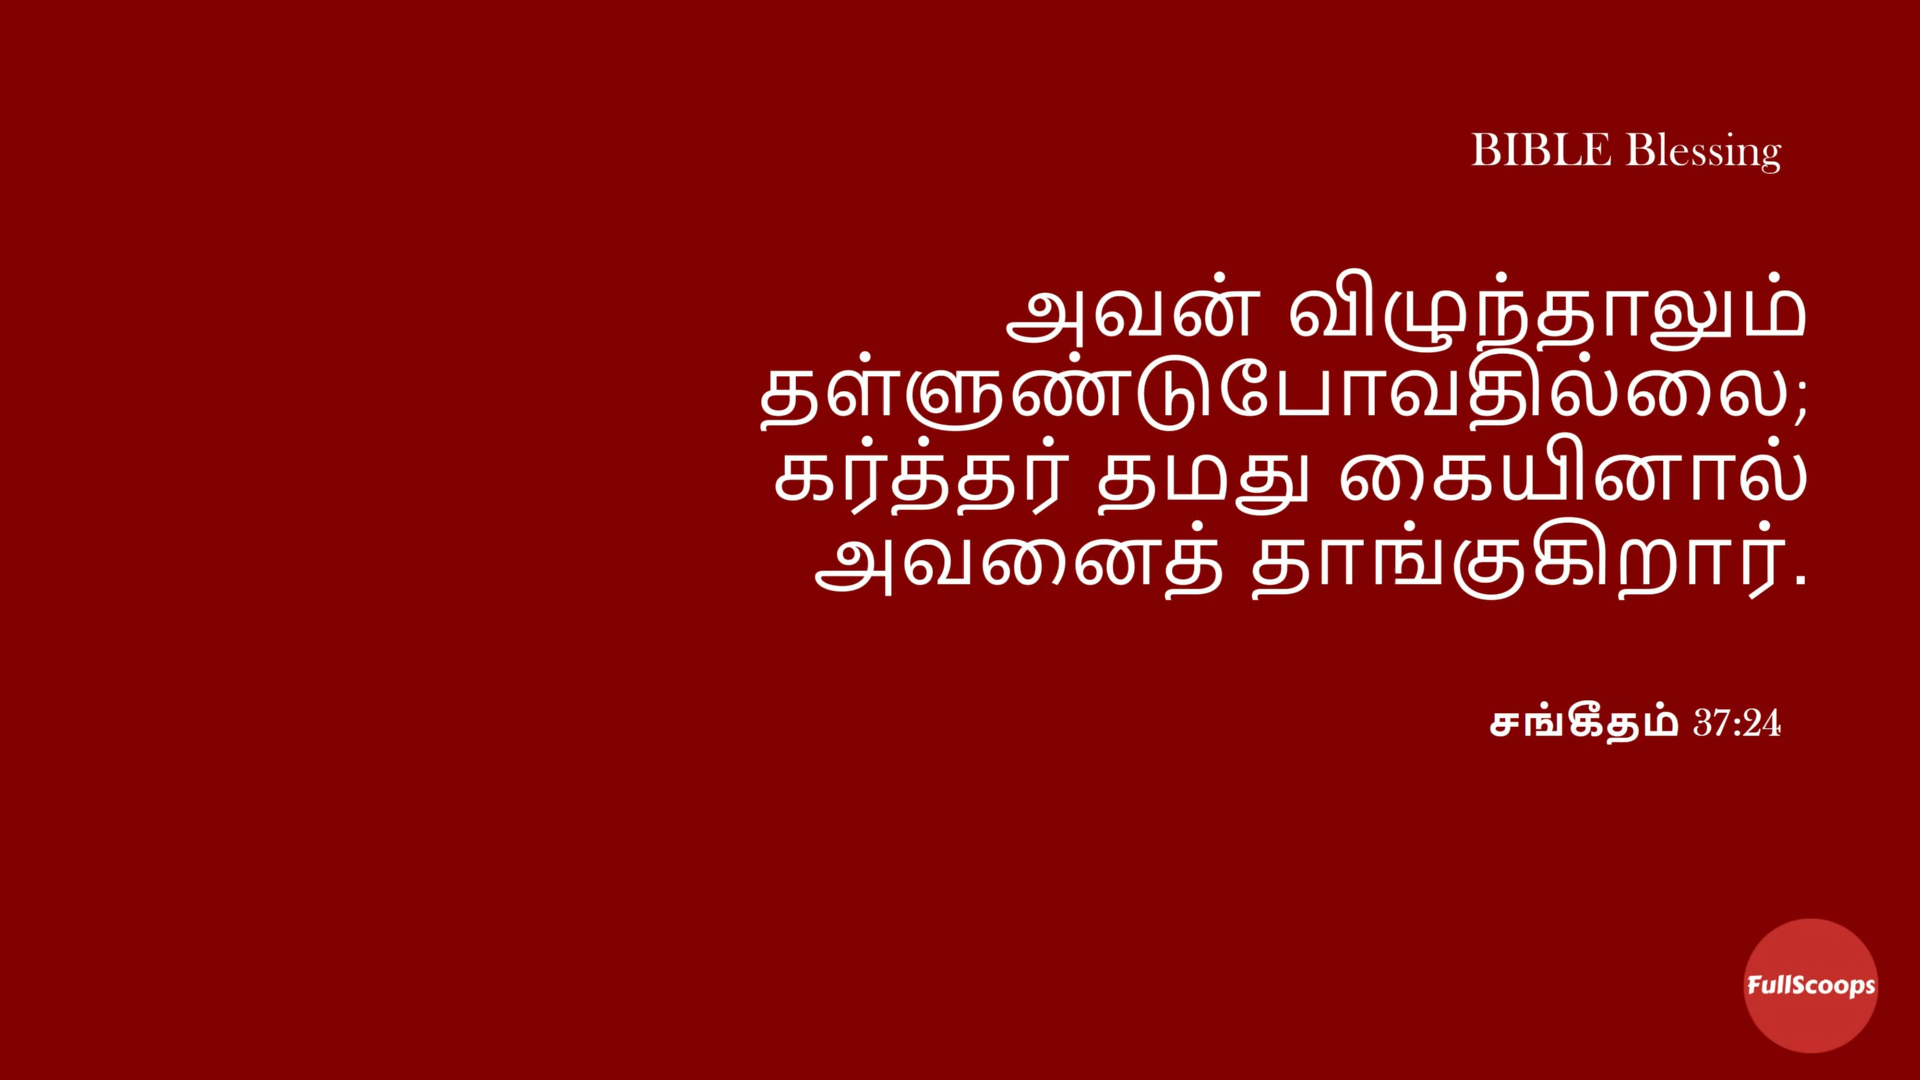 BIBLE Blessing
அவன் விழுந்தாலும்
தள்ளுண்டுபோவதில்லை;
கர்த்தர் தமது கையினால்
அவனைத் தாங்குகிறார்.
சங்கீதம் 37:24
FullScoops